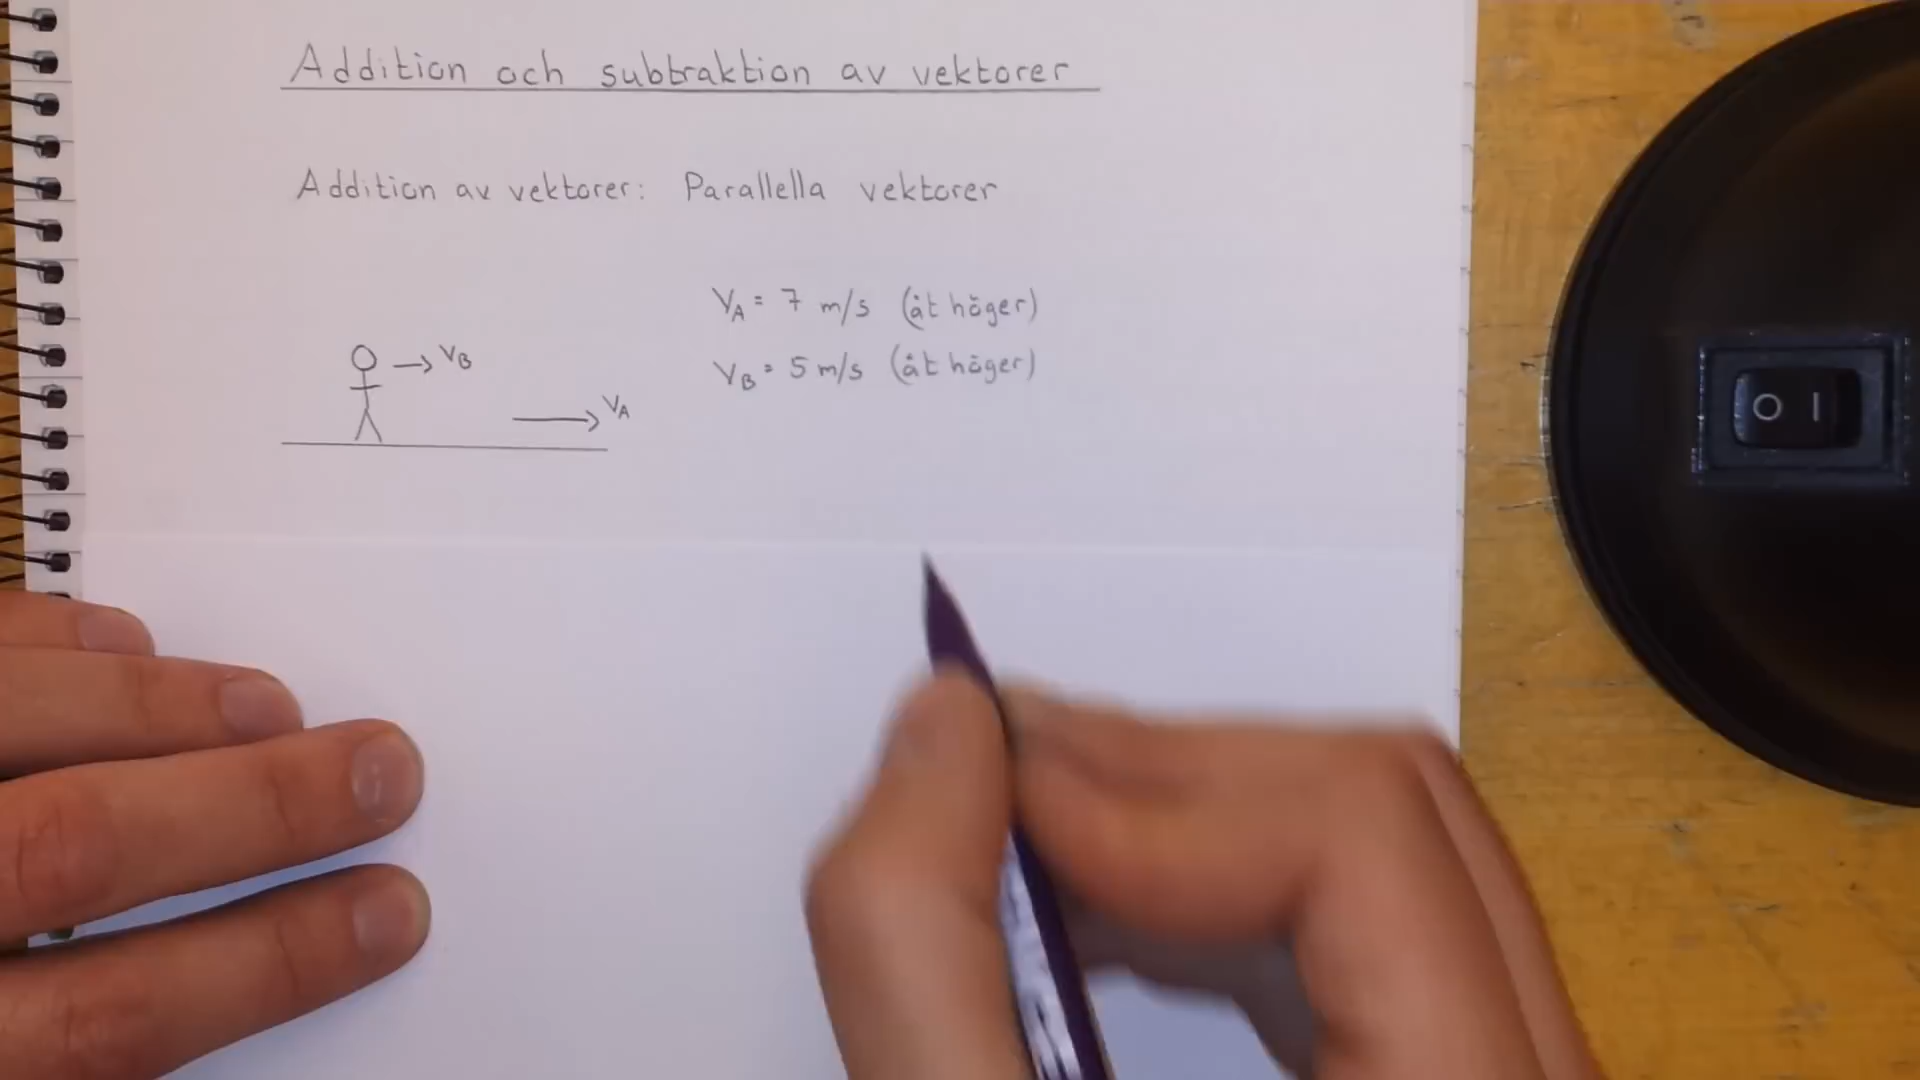 Addition och subtraktion av vektorer
Addition av vektorer: Parallella vektorer
V_A = 7 m/s (åt höger)
V_B = 5 m/s (åt höger)
V_B
V_A
O I